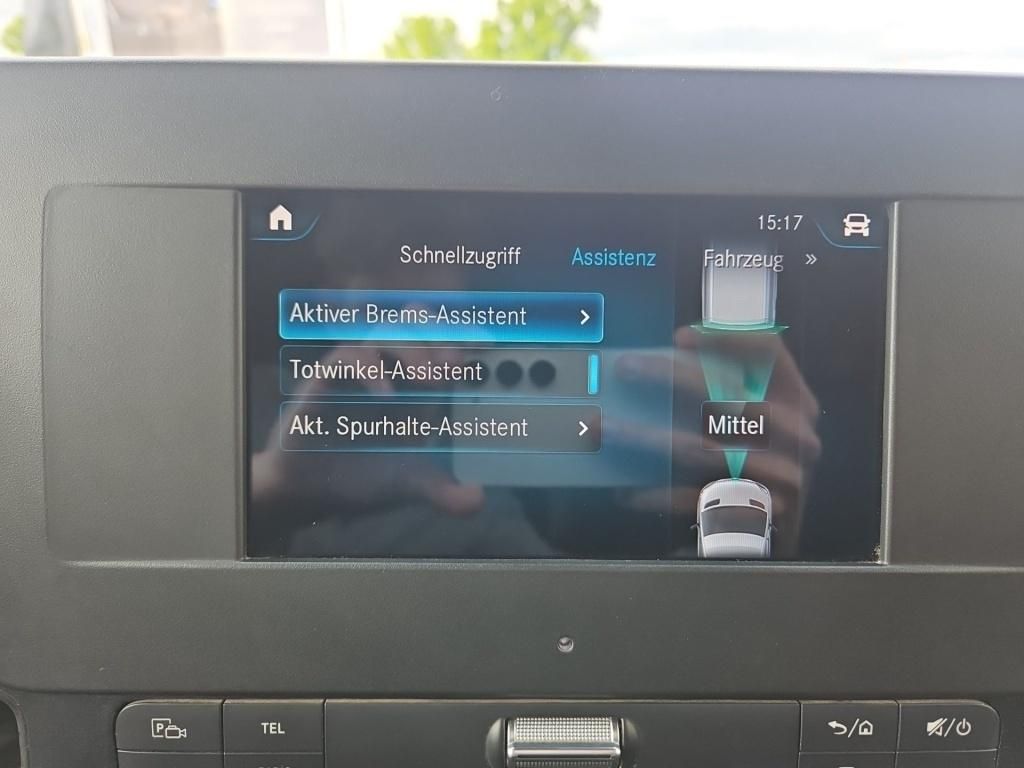 15:17
Schnellzugriff Assistenz Fahrzeug »
Aktiver Brems-Assistent
Totwinkel-Assistent
Akt. Spurhalte-Assistent
Mittel
P
TEL